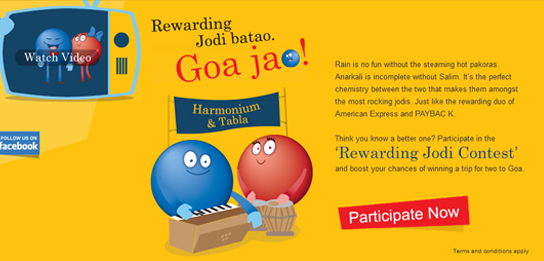 Watch Video
FOLLOW US ON
facebook
Rewarding
Jodi batao.
Goa jao!
Harmonium
& Tabla
Rain is no fun without the steaming hot pakoras.
Anarkali is incomplete without Salim. It's the perfect
chemistry between the two that makes them amongst
the most rocking jodis. Just like the rewarding duo of
American Express and PAYBAC K.
Think you know a better one? Participate in the
'Rewarding Jodi Contest'
and boost your chances of winning a trip for two to Goa.
Participate Now
Terms and conditions apply